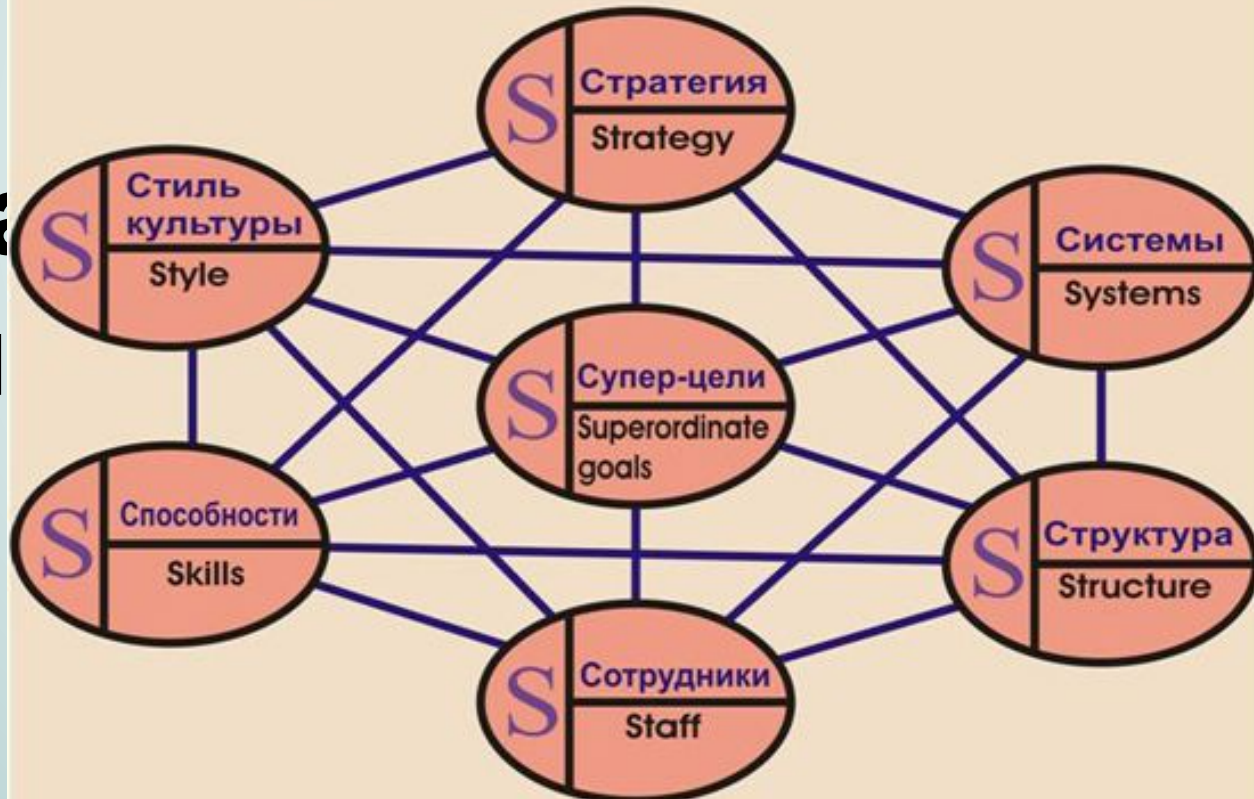 S
Стратегия
Strategy
S
Стиль
культуры
Style
S
Системы
Systems
S
Супер-цели
Superordinate
goals
S
Способности
Skills
S
Структура
Structure
S
Сотрудники
Staff